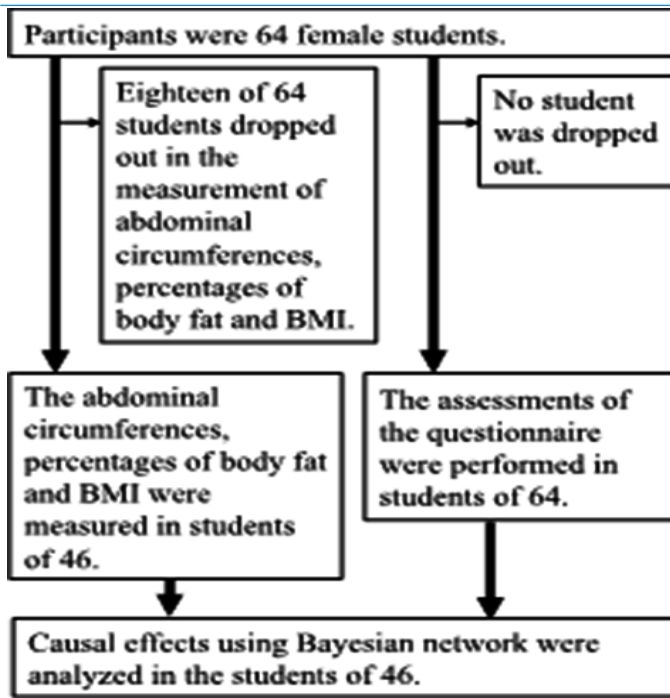 Participants were 64 female students.
Eighteen of 64
students dropped
out in the
measurement of
abdominal
circumferences,
percentages of
body fat and BMI.
No student
was dropped
out.
The abdominal
circumferences,
percentages of body fat
and BMI were
measured in students
of 46.
The assessments of
the questionnaire
were performed in
students of 64.
Causal effects using Bayesian network were
analyzed in the students of 46.